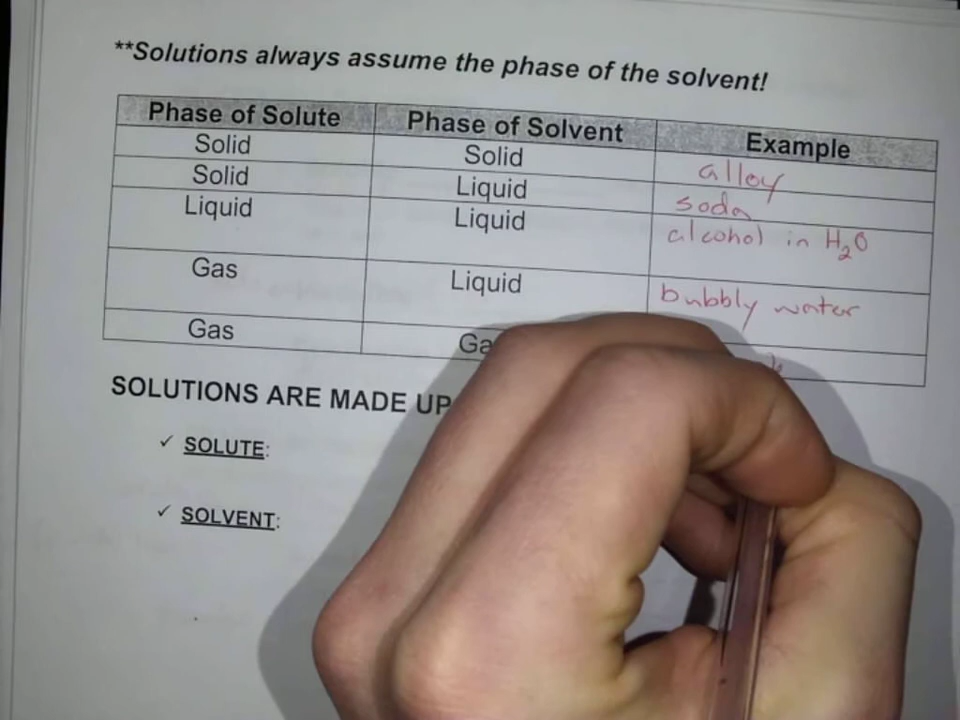 **Solutions always assume the phase of the solvent!
Phase of Solute Phase of Solvent Example
Solid Solid alloy
Solid Liquid soda
Liquid Liquid alcohol in H₂O
Gas Liquid bubbly water
Gas Ga
SOLUTIONS ARE MADE UP
✓ SOLUTE:
✓ SOLVENT: